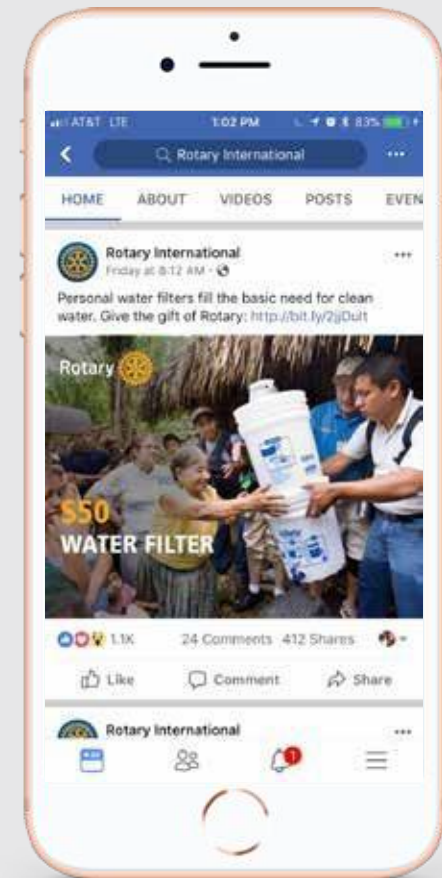 AT&T LTE 1:02 PM 83%
Rotary International
HOME ABOUT VIDEOS POSTS EVEN
Rotary International
Friday at 8:12 AM
Personal water filters fill the basic need for clean
water. Give the gift of Rotary: http://bit.ly/2jjDult
Rotary
$50
WATER FILTER
1.1K 24 Comments 412 Shares
Like Comment Share
Rotary International
1